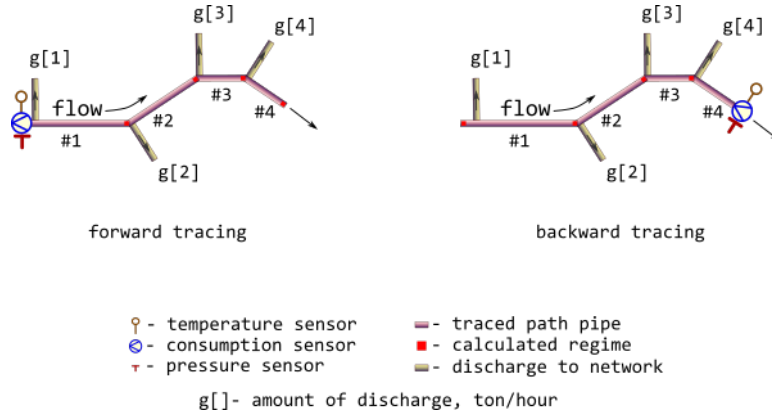 g[3]
g[4]
g[1]
flow
#3
#2
#4
#1
g[2]
forward tracing
g[3]
g[4]
g[1]
flow
#3
#2
#4
#1
g[2]
backward tracing
- temperature sensor
- consumption sensor
- pressure sensor
- traced path pipe
- calculated regime
- discharge to network
g[]- amount of discharge, ton/hour